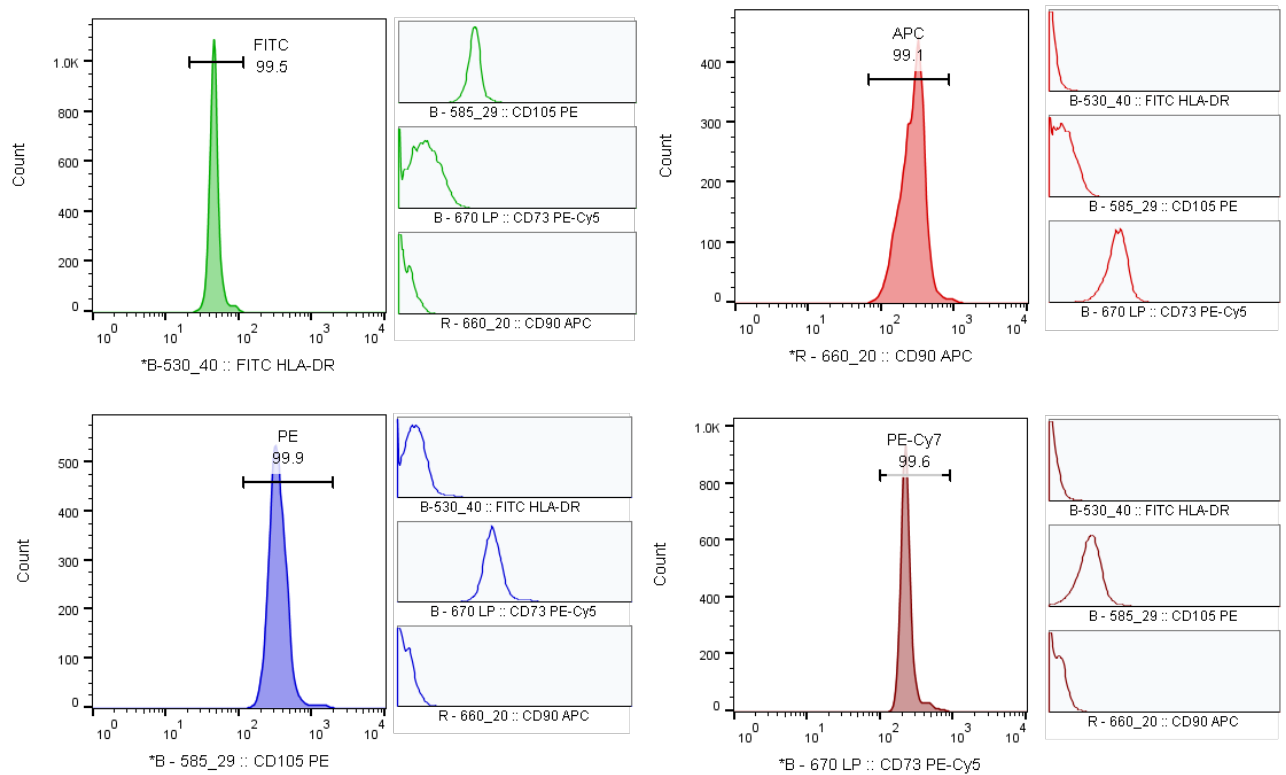 1.0K
800
600
400
200
0
Count
FITC
99.5
10^0 10^1 10^2 10^3 10^4
*B-530_40 :: FITC HLA-DR
B - 585_29 :: CD105 PE
B - 670 LP :: CD73 PE-Cy5
R - 660_20 :: CD90 APC
400
300
200
100
0
Count
APC
99.1
10^0 10^1 10^2 10^3 10^4
*R - 660_20 :: CD90 APC
B-530_40 :: FITC HLA-DR
B - 585_29 :: CD105 PE
B - 670 LP :: CD73 PE-Cy5
500
400
300
200
100
0
Count
PE
99.9
10^0 10^1 10^2 10^3 10^4
*B - 585_29 :: CD105 PE
B-530_40 :: FITC HLA-DR
B - 670 LP :: CD73 PE-Cy5
R - 660_20 :: CD90 APC
1.0K
800
600
400
200
0
Count
PE-Cy7
99.6
10^0 10^1 10^2 10^3 10^4
*B - 670 LP :: CD73 PE-Cy5
B-530_40 :: FITC HLA-DR
B - 585_29 :: CD105 PE
R - 660_20 :: CD90 APC